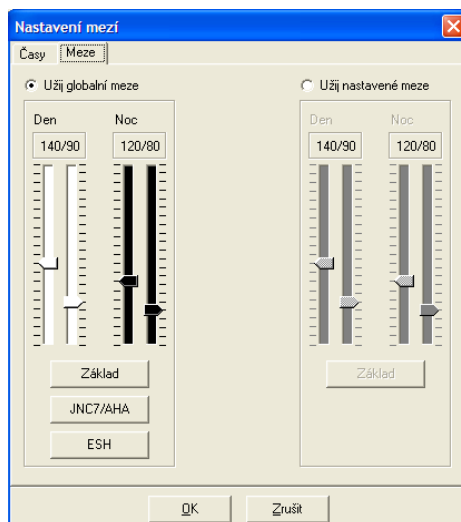 Nastavení mezí
Časy Meze
Užij globalní meze Užij nastavené meze
Den Noc Den Noc
140/90 120/80 140/90 120/80
Základ Základ
JNC7/AHA
ESH
OK Zrušit